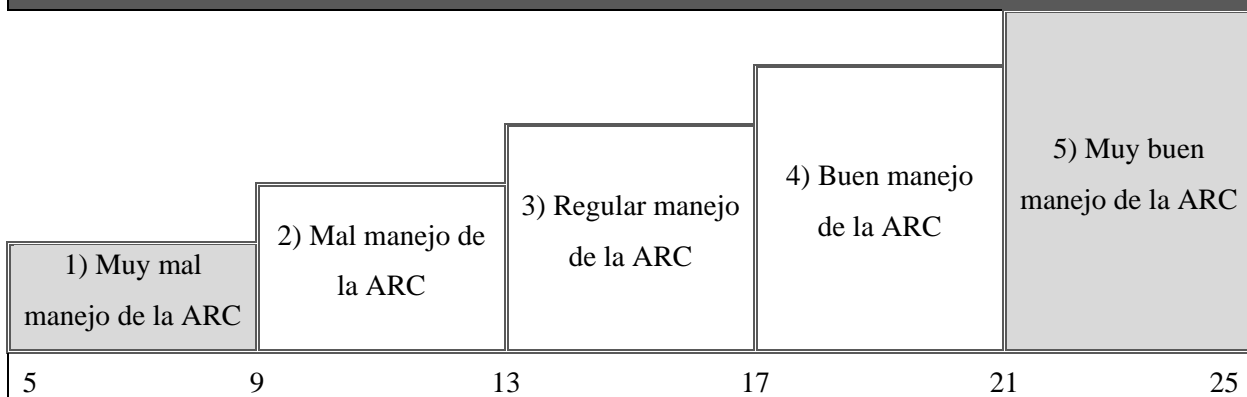 1) Muy mal
manejo de la ARC
2) Mal manejo de
la ARC
3) Regular manejo
de la ARC
4) Buen manejo
de la ARC
5) Muy buen
manejo de la ARC
5 9 13 17 21 25